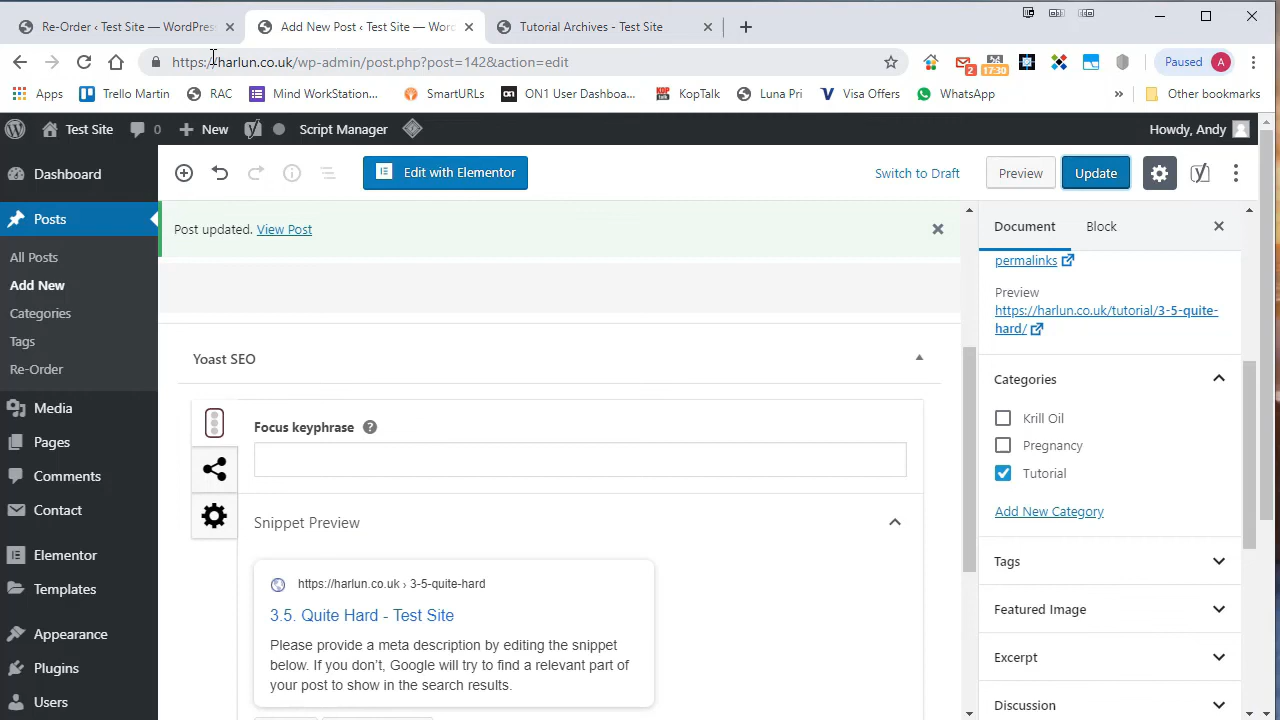 Re-Order ‹ Test Site — WordPres
Add New Post ‹ Test Site — Word
Tutorial Archives - Test Site
https://harlun.co.uk/wp-admin/post.php?post=142&action=edit
2
17:30
Paused
A
Apps
Trello Martin
RAC
Mind WorkStation...
SmartURLs
ON1 User Dashboa...
KopTalk
Luna Pri
Visa Offers
WhatsApp
Other bookmarks
Test Site
0
New
Script Manager
Howdy, Andy
Dashboard
Posts
All Posts
Add New
Categories
Tags
Re-Order
Media
Pages
Comments
Contact
Elementor
Templates
Appearance
Plugins
Users
Edit with Elementor
Switch to Draft
Preview
Update
Post updated. View Post
Yoast SEO
Focus keyphrase
Snippet Preview
https://harlun.co.uk › 3-5-quite-hard
3.5. Quite Hard - Test Site
Please provide a meta description by editing the snippet
below. If you don't, Google will try to find a relevant part of
your post to show in the search results.
Document
Block
permalinks
Preview
https://harlun.co.uk/tutorial/3-5-quite-
hard/
Categories
Krill Oil
Pregnancy
Tutorial
Add New Category
Tags
Featured Image
Excerpt
Discussion